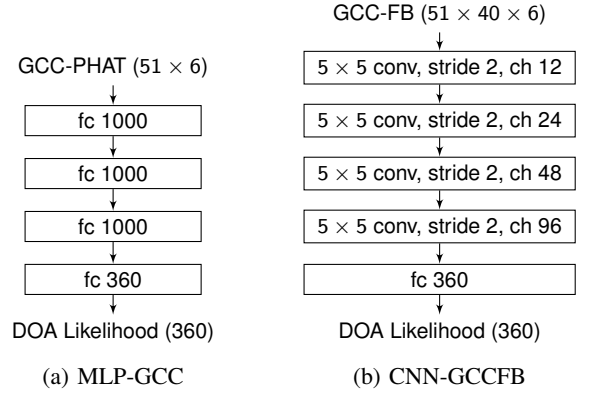 GCC-PHAT (51 × 6)
fc 1000
fc 1000
fc 1000
fc 360
DOA Likelihood (360)
(a) MLP-GCC
GCC-FB (51 × 40 × 6)
5 × 5 conv, stride 2, ch 12
5 × 5 conv, stride 2, ch 24
5 × 5 conv, stride 2, ch 48
5 × 5 conv, stride 2, ch 96
fc 360
DOA Likelihood (360)
(b) CNN-GCCFB